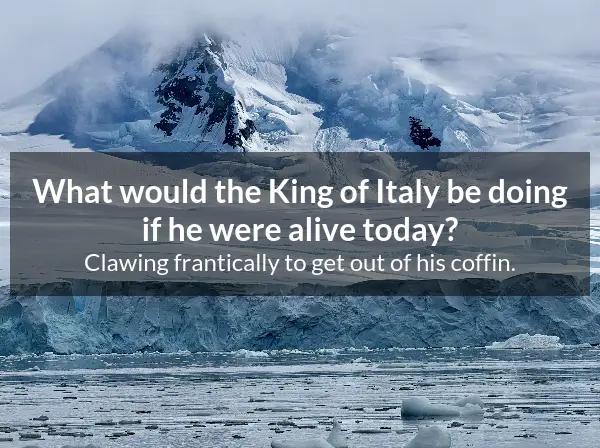 What would the King of Italy be doing
if he were alive today?
Clawing frantically to get out of his coffin.